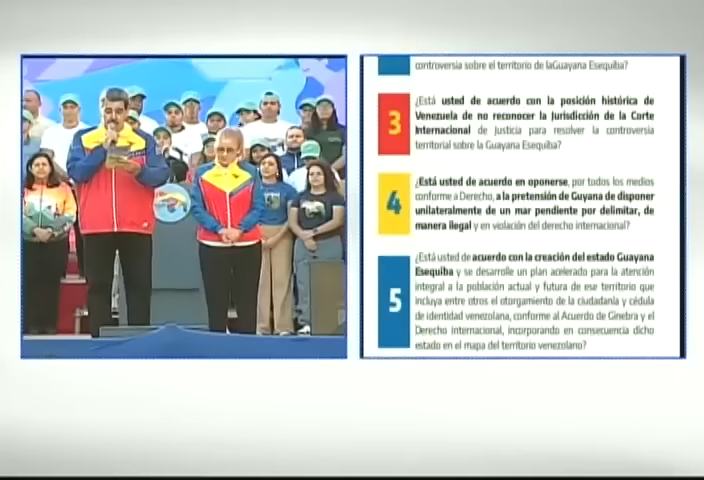 controversia sobre el territorio de laGuayana Esequiba?
3
¿Está usted de acuerdo con la posición histórica de
Venezuela de no reconocer la Jurisdicción de la Corte
Internacional de Justicia para resolver la controversia
territorial sobre la Guayana Esequiba?
4
¿Está usted de acuerdo en oponerse, por todos los medios
conforme a Derecho, a la pretensión de Guyana de disponer
unilateralmente de un mar pendiente por delimitar, de
manera ilegal y en violación del derecho internacional?
5
¿Está usted de acuerdo con la creación del estado Guayana
Esequiba y se desarrolle un plan acelerado para la atención
integral a la población actual y futura de ese territorio que
incluya entre otros el otorgamiento de la ciudadanía y cédula
de identidad venezolana, conforme al Acuerdo de Ginebra y el
Derecho internacional, incorporando en consecuencia dicho
estado en el mapa del territorio venezolano?